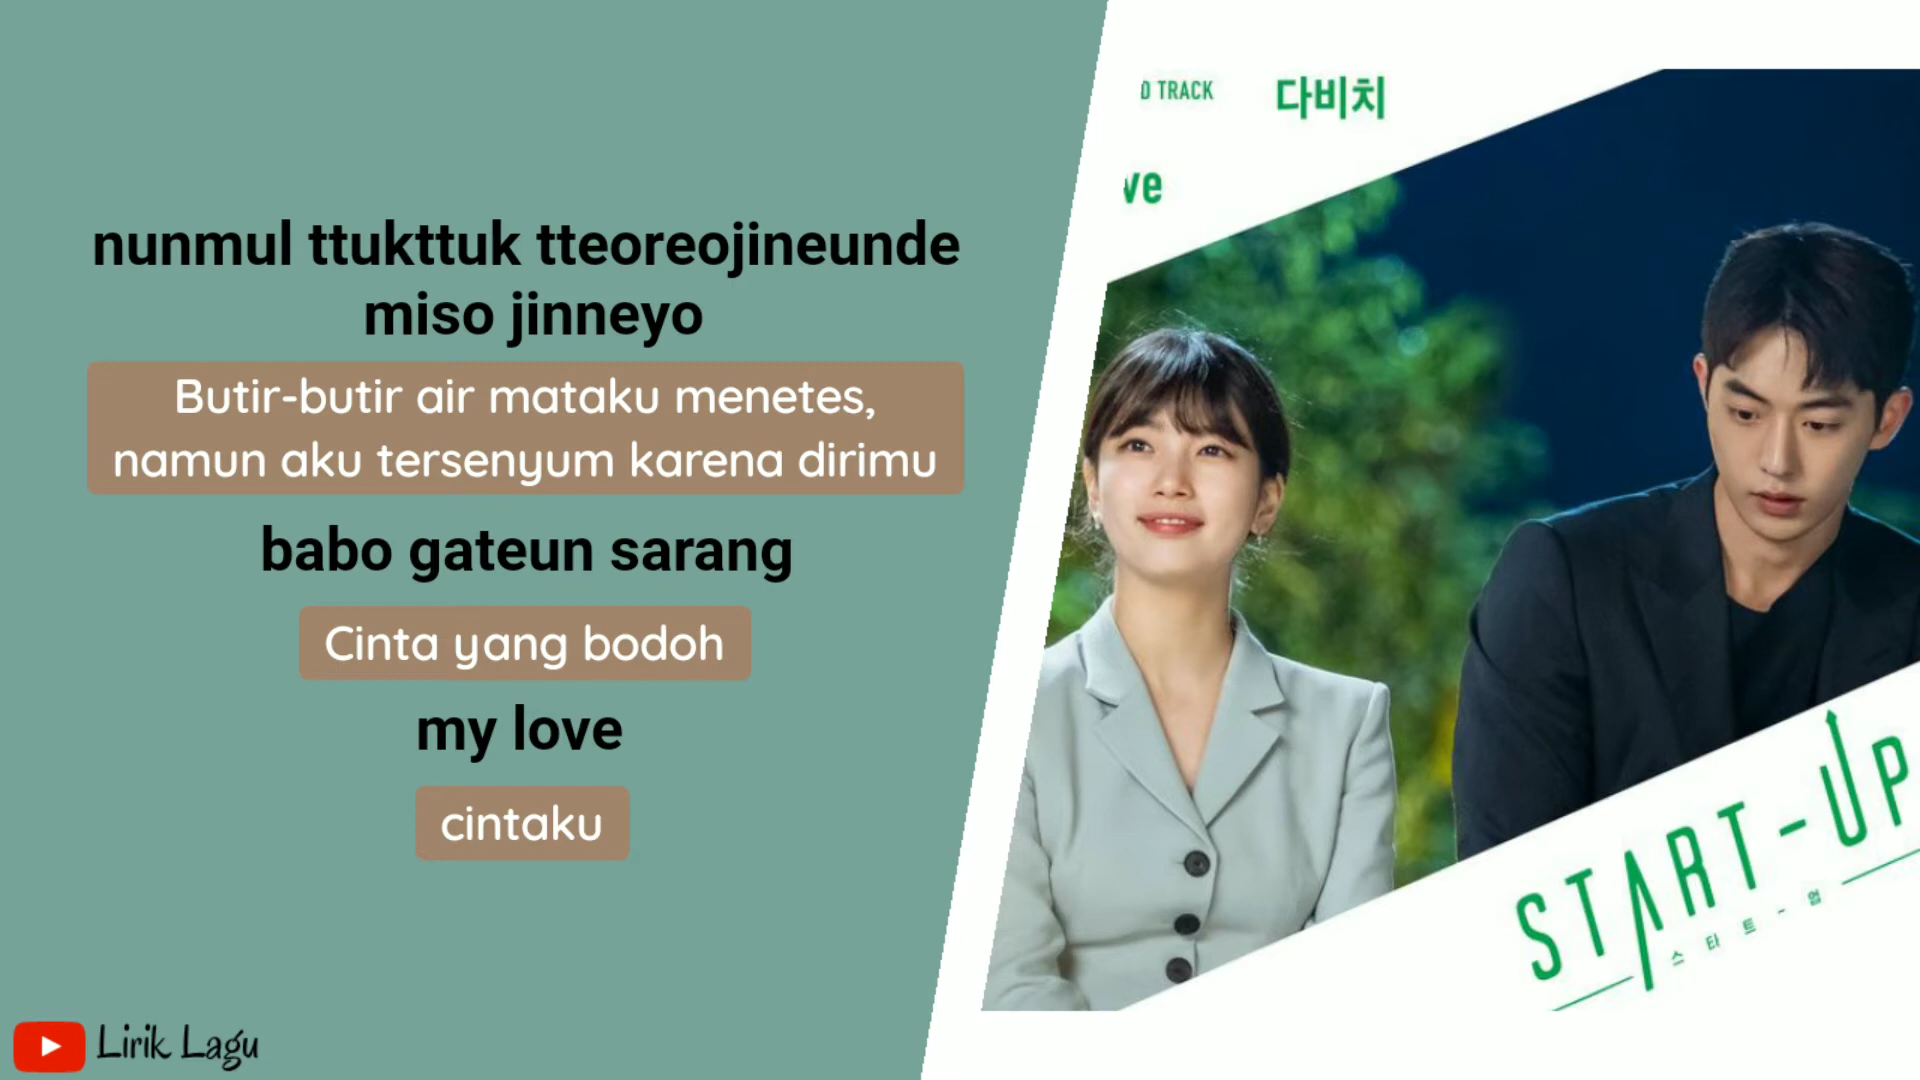 nunmul ttukttuk tteoreojineunde
miso jinneyo
Butir-butir air mataku menetes,
namun aku tersenyum karena dirimu
babo gateun sarang
Cinta yang bodoh
my love
cintaku
Lirik Lagu
D TRACK
다비치
ve
START-UP
스타트-업